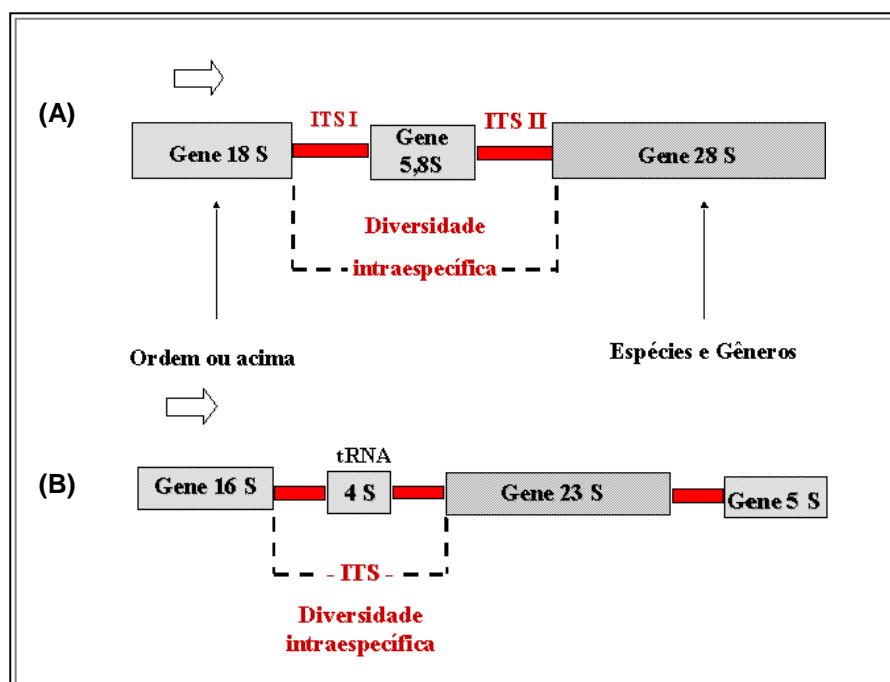 (A)
ITS I
ITS II
Gene 18 S
Gene
5,8S
Gene 28 S
Diversidade
intraespecífica
Ordem ou acima
Espécies e Gêneros
(B)
tRNA
Gene 16 S
4 S
Gene 23 S
Gene 5 S
- ITS -
Diversidade
intraespecífica